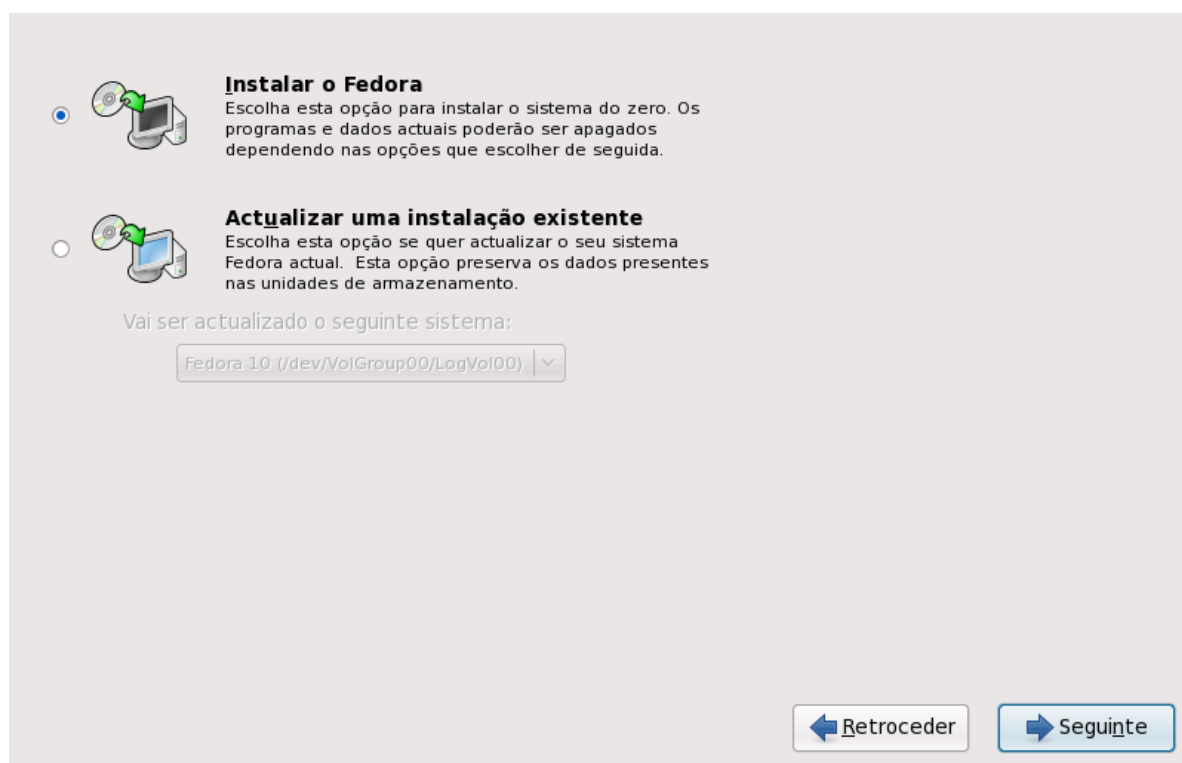 Instalar o Fedora
Escolha esta opção para instalar o sistema do zero. Os
programas e dados actuais poderão ser apagados
dependendo nas opções que escolher de seguida.
Actualizar uma instalação existente
Escolha esta opção se quer actualizar o seu sistema
Fedora actual.  Esta opção preserva os dados presentes
nas unidades de armazenamento.
Vai ser actualizado o seguinte sistema:
Fedora 10 (/dev/VolGroup00/LogVol00)
Retroceder
Seguinte